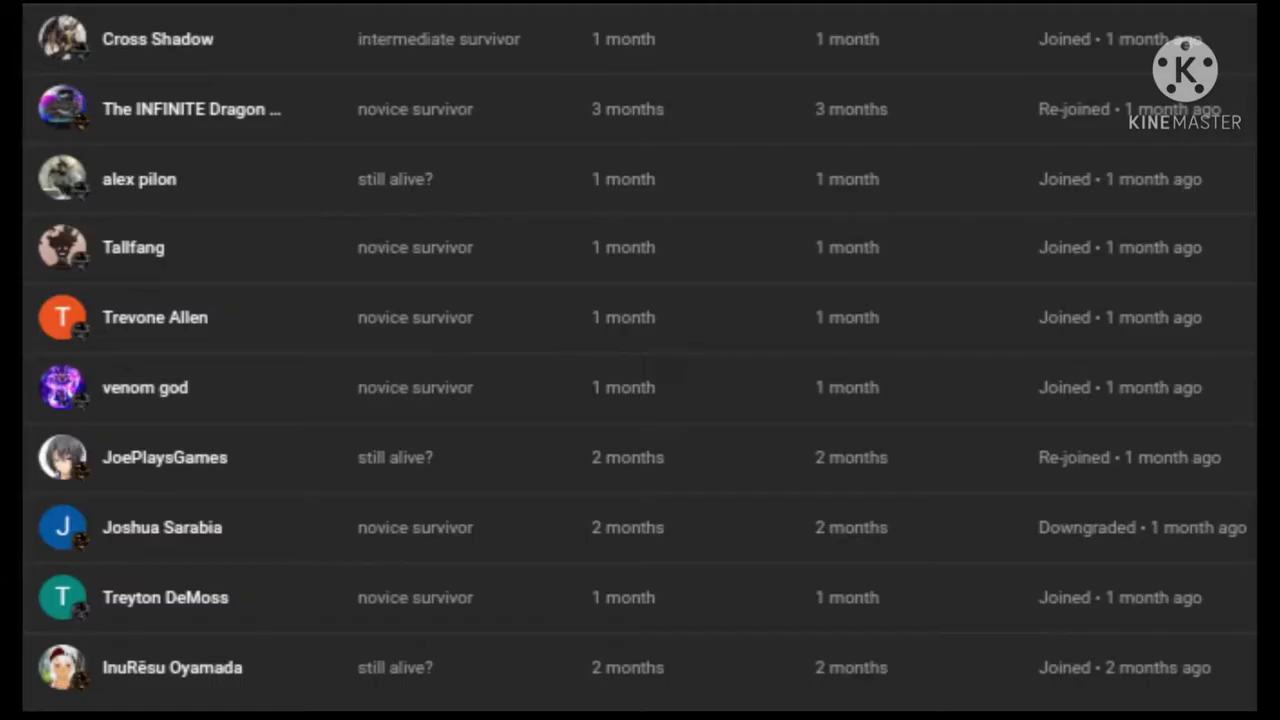 Cross Shadow intermediate survivor 1 month 1 month Joined • 1 month ago
The INFINITE Dragon ... novice survivor 3 months 3 months Re-joined • 1 month ago
alex pilon still alive? 1 month 1 month Joined • 1 month ago
Tallfang novice survivor 1 month 1 month Joined • 1 month ago
T Trevone Allen novice survivor 1 month 1 month Joined • 1 month ago
venom god novice survivor 1 month 1 month Joined • 1 month ago
JoePlaysGames still alive? 2 months 2 months Re-joined • 1 month ago
J Joshua Sarabia novice survivor 2 months 2 months Downgraded • 1 month ago
T Treyton DeMoss novice survivor 1 month 1 month Joined • 1 month ago
InuRēsu Oyamada still alive? 2 months 2 months Joined • 2 months ago
K
KINEMASTER